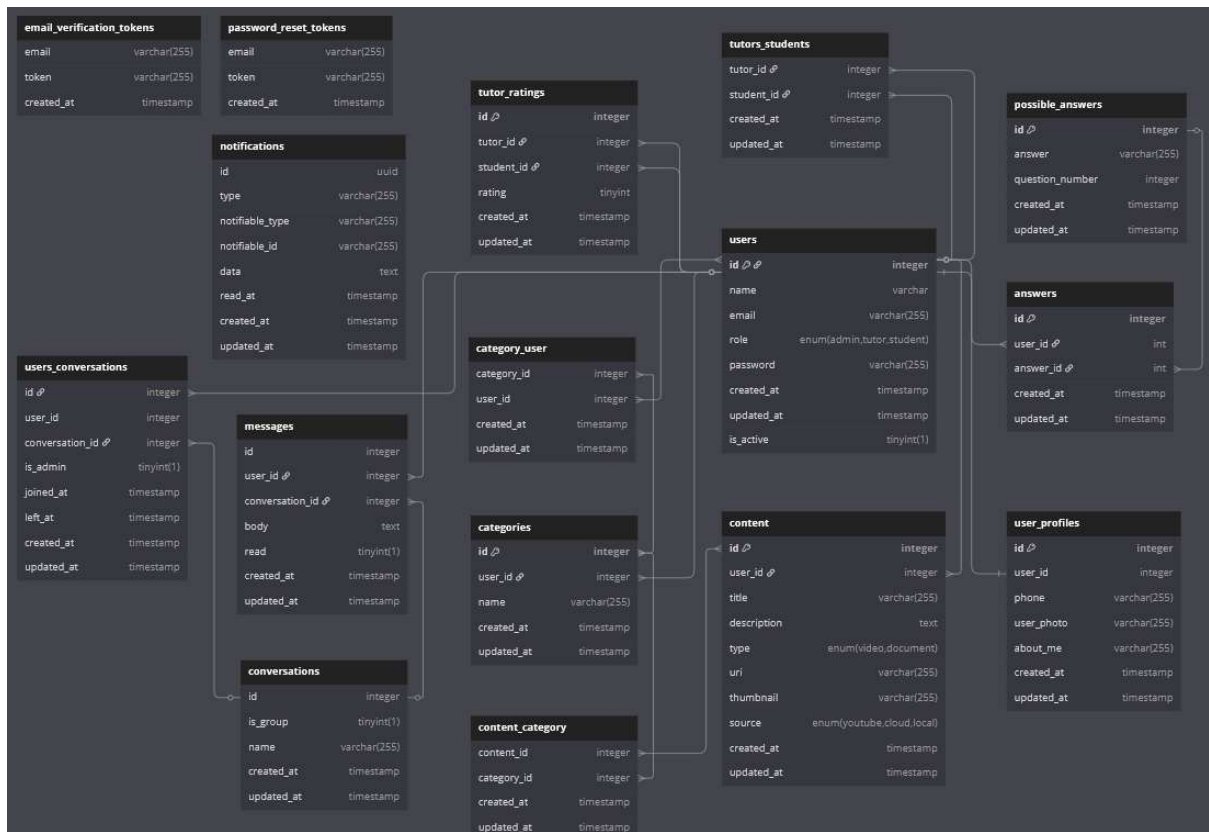 email_verification_tokens
email varchar(255)
token varchar(255)
created_at timestamp
password_reset_tokens
email varchar(255)
token varchar(255)
created_at timestamp
notifications
id uuid
type varchar(255)
notifiable_type varchar(255)
notifiable_id varchar(255)
data text
read_at timestamp
created_at timestamp
updated_at timestamp
users_conversations
id integer
user_id integer
conversation_id integer
is_admin tinyint(1)
joined_at timestamp
left_at timestamp
created_at timestamp
updated_at timestamp
messages
id integer
user_id integer
conversation_id integer
body text
read tinyint(1)
created_at timestamp
updated_at timestamp
conversations
id integer
is_group tinyint(1)
name varchar(255)
created_at timestamp
updated_at timestamp
tutor_ratings
id integer
tutor_id integer
student_id integer
rating tinyint
created_at timestamp
updated_at timestamp
category_user
category_id integer
user_id integer
created_at timestamp
updated_at timestamp
categories
id integer
user_id integer
name varchar(255)
created_at timestamp
updated_at timestamp
content_category
content_id integer
category_id integer
created_at timestamp
updated_at timestamp
tutors_students
tutor_id integer
student_id integer
created_at timestamp
updated_at timestamp
users
id integer
name varchar
email varchar(255)
role enum(admin,tutor,student)
password varchar(255)
created_at timestamp
updated_at timestamp
is_active tinyint(1)
content
id integer
user_id integer
title varchar(255)
description text
type enum(video,document)
url varchar(255)
thumbnail varchar(255)
source enum(youtube,cloud,local)
created_at timestamp
updated_at timestamp
possible_answers
id integer
answer varchar(255)
question_number integer
created_at timestamp
updated_at timestamp
answers
id integer
user_id int
answer_id int
created_at timestamp
updated_at timestamp
user_profiles
id integer
user_id integer
phone varchar(255)
user_photo varchar(255)
about_me varchar(255)
created_at timestamp
updated_at timestamp